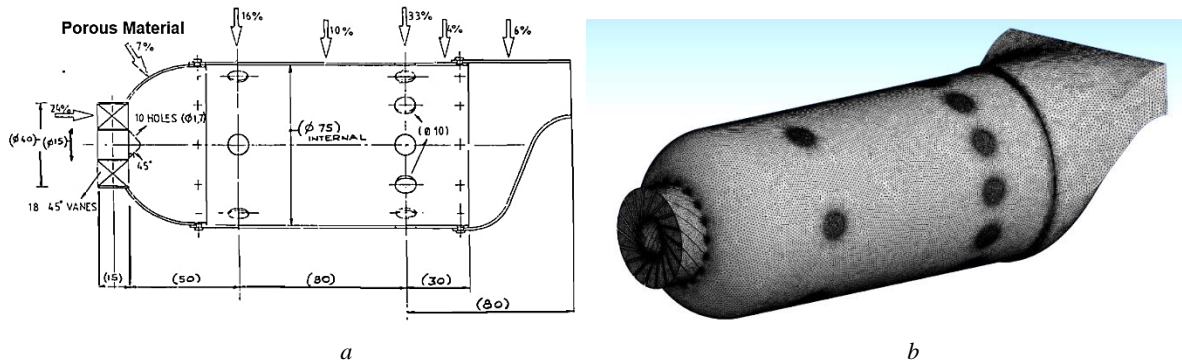 16%
33%
Porous Material
10%
4%
6%
7%
24%
10 HOLES (Φ1,7)
(Φ 75)
INTERNAL
(Φ10)
(Φ40)
(Φ15)
45°
18 45° VANES
(15)
(50)
(80)
(30)
(80)
a
b